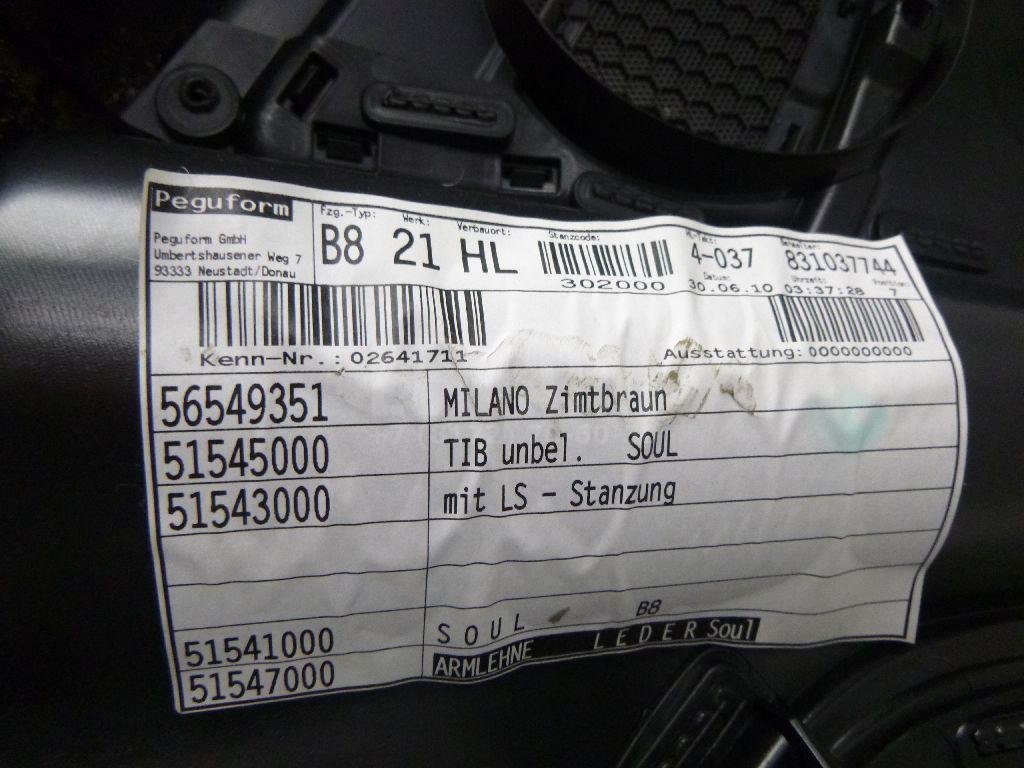 Peguform
Peguform GmbH
Umbertshausener Weg 7
93333 Neustadt/Donau
Fzg.-Typ: Werk: Verbauort: Stanzcode:
B8 21 HL 302000
4-037 831037744
Datum: Uhrzeit:
30.06.10 03:37:28 7
Kenn-Nr.: 02641711 Ausstattung: 0000000000
56549351 MILANO Zimtbraun
51545000 TIB unbel. SOUL
51543000 mit LS - Stanzung
51541000 SOUL B8
51547000 ARMLEHNE LEDER Soul